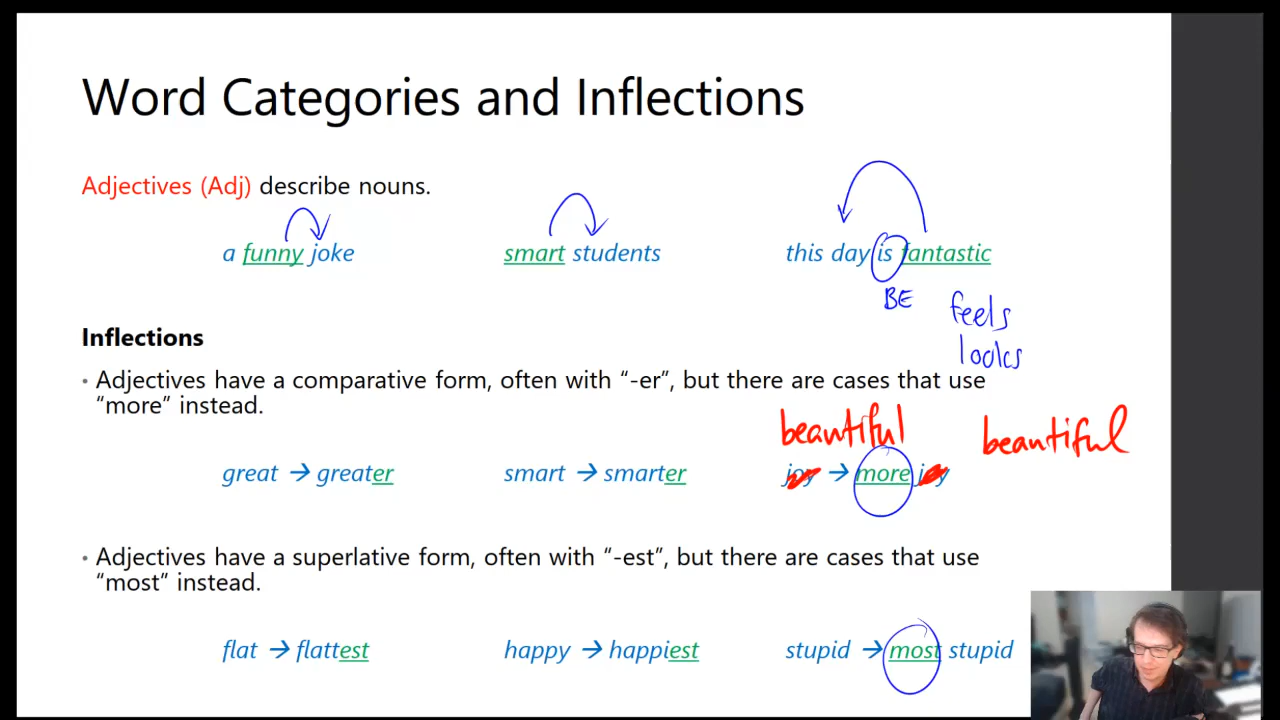 Word Categories and Inflections
Adjectives (Adj) describe nouns.
a funny joke smart students this day is fantastic
BE feels
looks
Inflections
• Adjectives have a comparative form, often with “-er”, but there are cases that use
“more” instead.
beautiful beautiful
great → greater smart → smarter joy → more joy
• Adjectives have a superlative form, often with “-est”, but there are cases that use
“most” instead.
flat → flattest happy → happiest stupid → most stupid